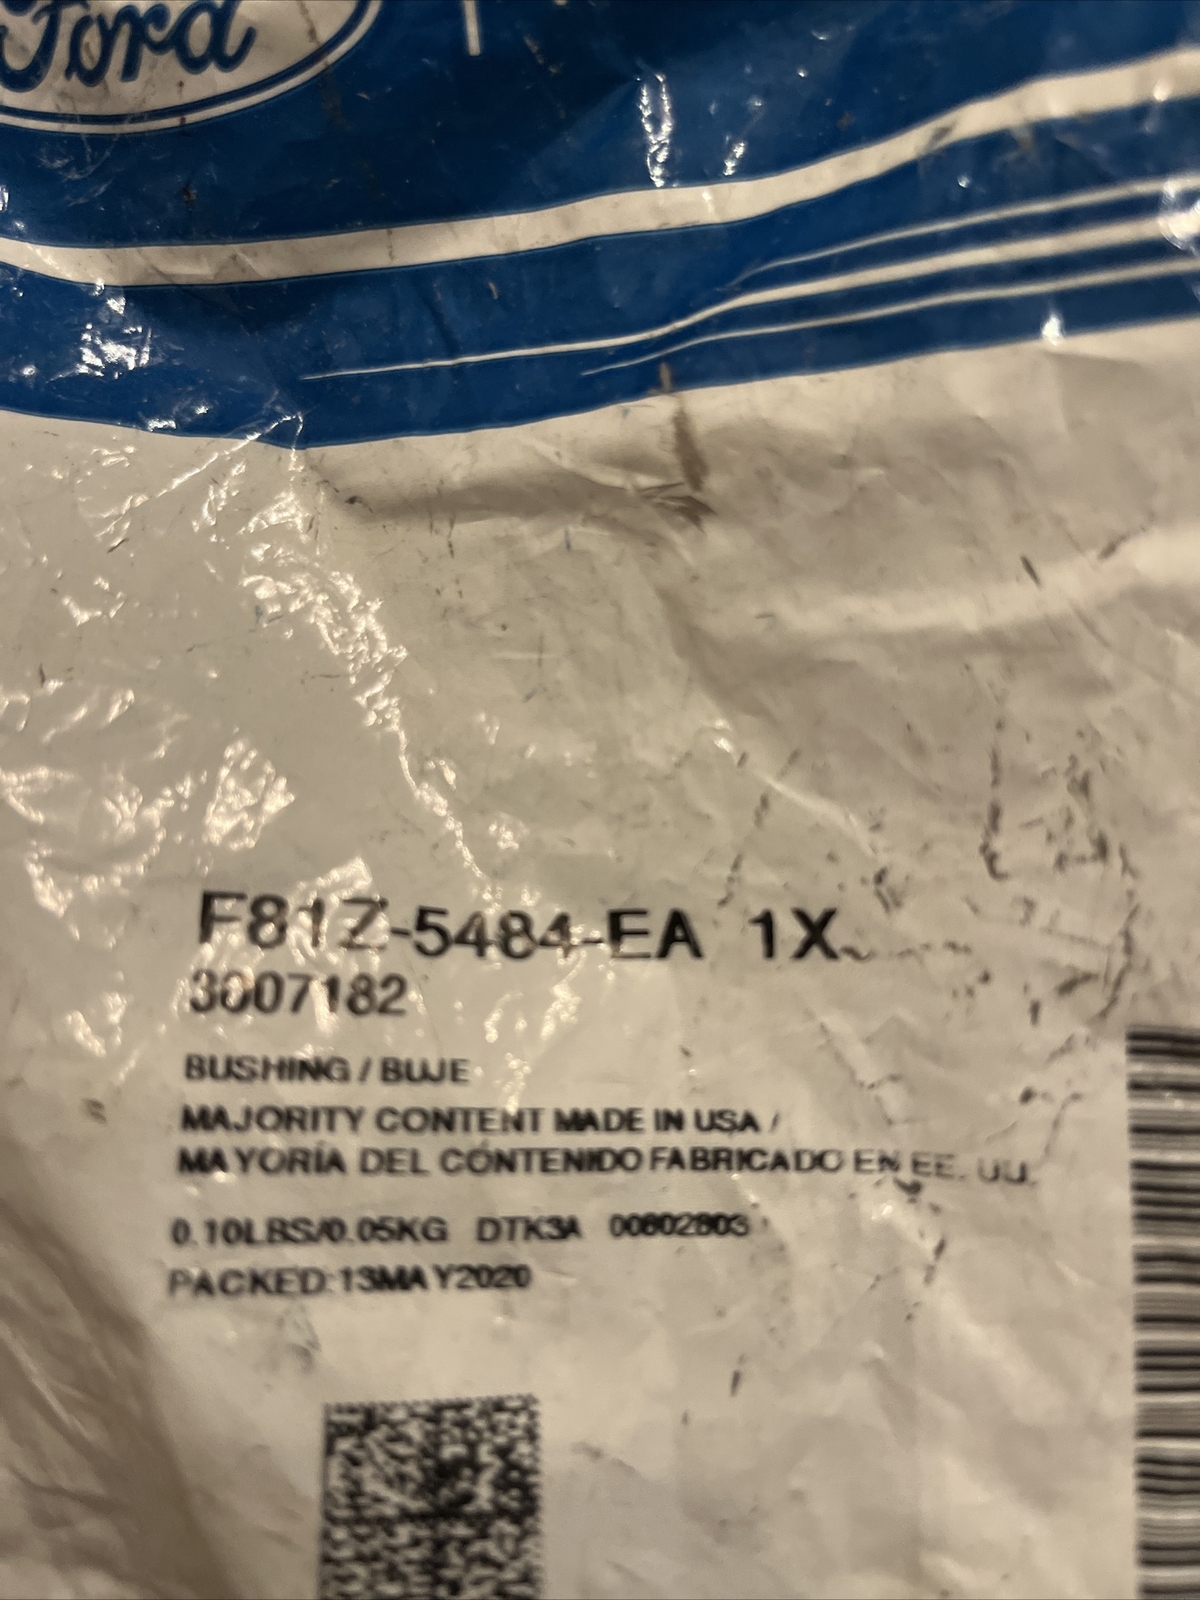 Ford
F81Z-5484-EA 1X
3007182
BUSHING / BUJE
MAJORITY CONTENT MADE IN USA /
MAYORÍA DEL CONTENIDO FABRICADO EN EE. UU.
0.10LBS/0.05KG DTK3A 00802803
PACKED:13MAY2020